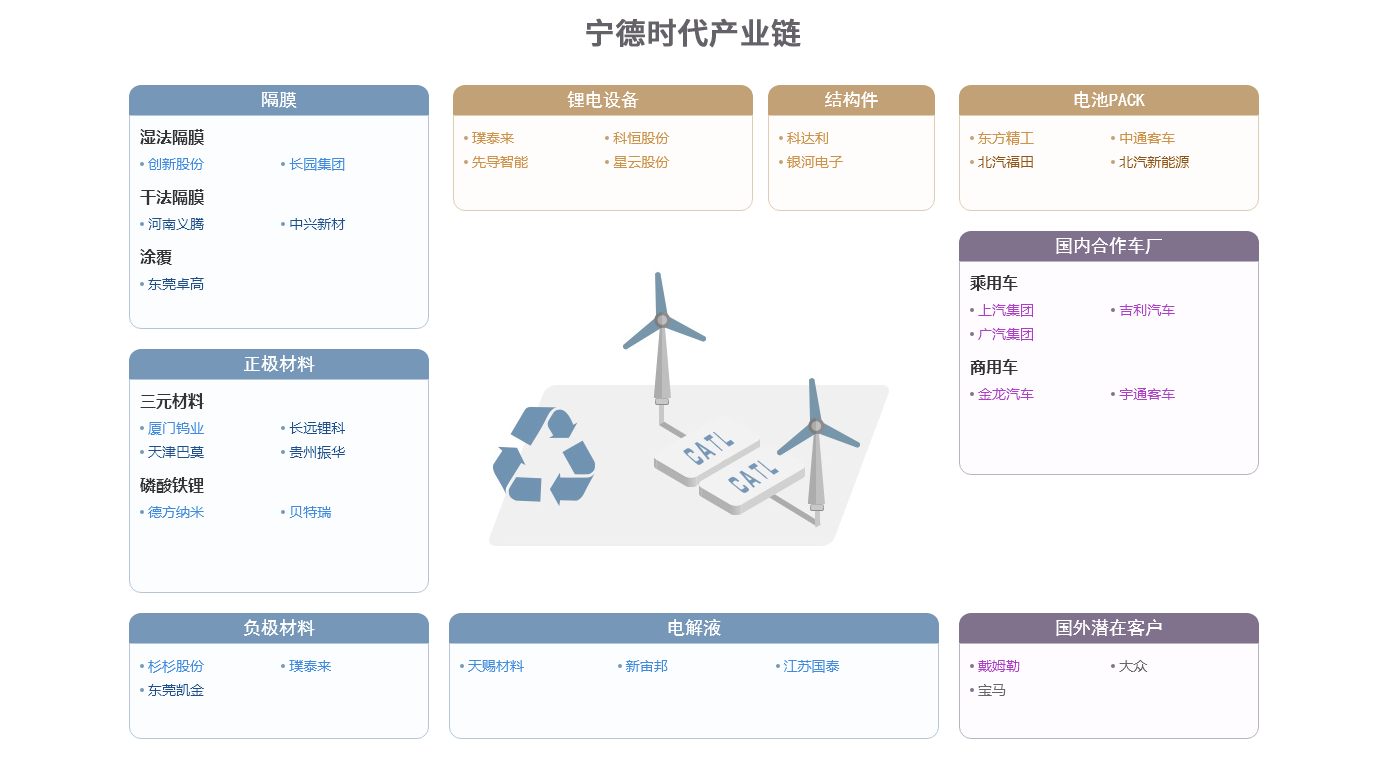 宁德时代产业链
隔膜
湿法隔膜
•创新股份 •长园集团
干法隔膜
•河南义腾 •中兴新材
涂覆
•东莞卓高
正极材料
三元材料
•厦门钨业 •长远锂科
•天津巴莫 •贵州振华
磷酸铁锂
•德方纳米 •贝特瑞
负极材料
•杉杉股份 •璞泰来
•东莞凯金
锂电设备
•璞泰来 •科恒股份
•先导智能 •星云股份
结构件
•科达利
•银河电子
CATL
CATL
电解液
•天赐材料 •新宙邦 •江苏国泰
电池PACK
•东方精工 •中通客车
•北汽福田 •北汽新能源
国内合作车厂
乘用车
•上汽集团 •吉利汽车
•广汽集团
商用车
•金龙汽车 •宇通客车
国外潜在客户
•戴姆勒 •大众
•宝马